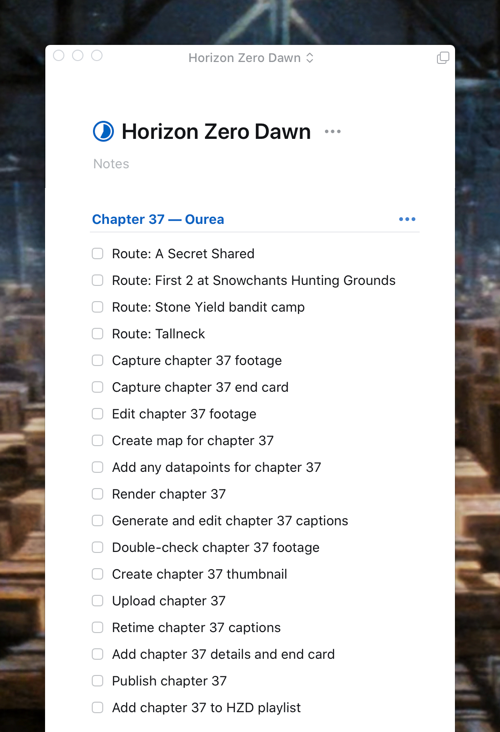 Horizon Zero Dawn
Horizon Zero Dawn
Notes
Chapter 37 — Ourea
Route: A Secret Shared
Route: First 2 at Snowchants Hunting Grounds
Route: Stone Yield bandit camp
Route: Tallneck
Capture chapter 37 footage
Capture chapter 37 end card
Edit chapter 37 footage
Create map for chapter 37
Add any datapoints for chapter 37
Render chapter 37
Generate and edit chapter 37 captions
Double-check chapter 37 footage
Create chapter 37 thumbnail
Upload chapter 37
Retime chapter 37 captions
Add chapter 37 details and end card
Publish chapter 37
Add chapter 37 to HZD playlist